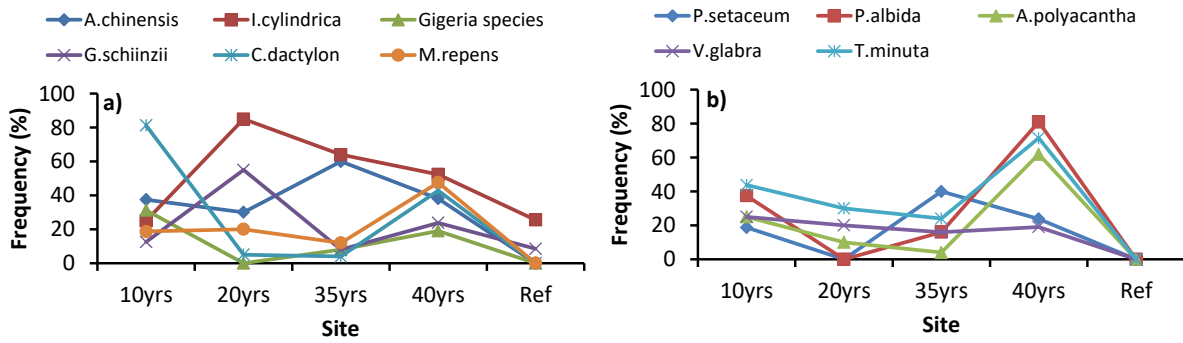 A.chinensis I.cylindrica Gigeria species
G.schiinzii C.dactylon M.repens
a)
Frequency (%)
100
80
60
40
20
0
10yrs 20yrs 35yrs 40yrs Ref
Site
P.setaceum P.albida A.polyacantha
V.glabra T.minuta
b)
Frequency (%)
100
80
60
40
20
0
10yrs 20yrs 35yrs 40yrs Ref
Site